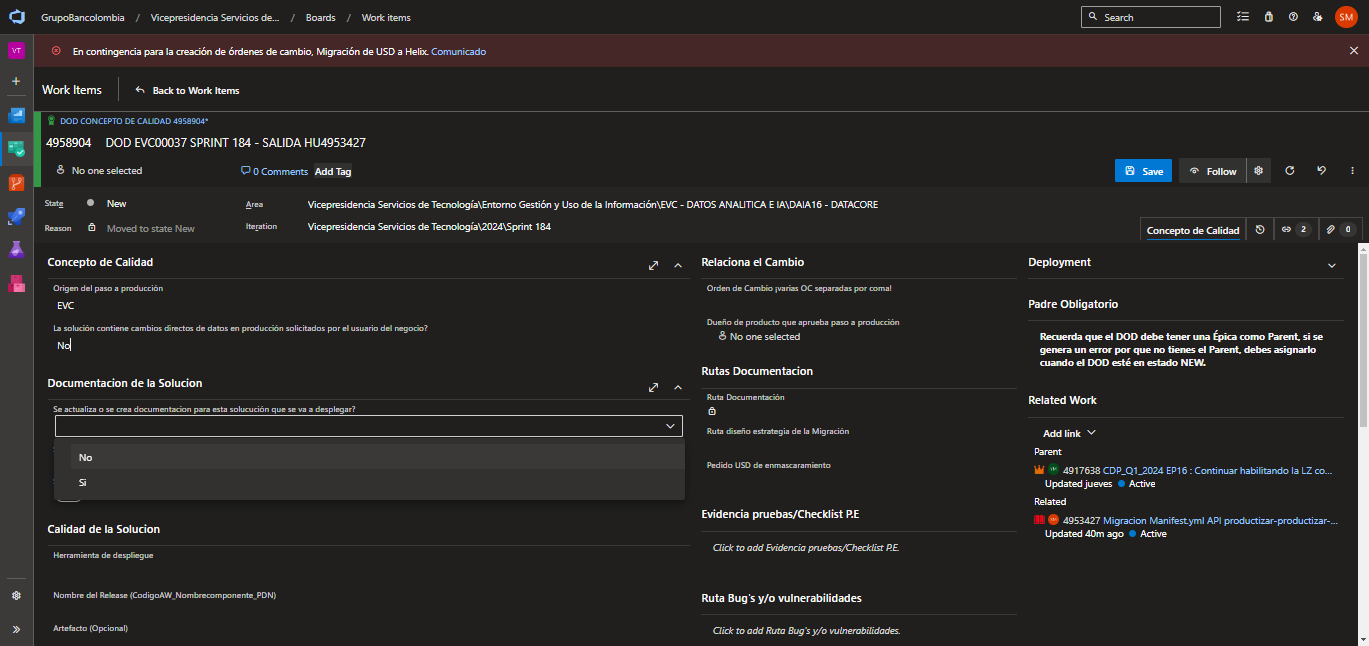 GrupoBancolombia / Vicepresidencia Servicios de... / Boards / Work items
Search
SM
VT
En contingencia para la creación de órdenes de cambio, Migración de USD a Helix. Comunicado
Work Items
Back to Work Items
DOD CONCEPTO DE CALIDAD 4958904*
4958904 DOD EVC00037 SPRINT 184 - SALIDA HU4953427
No one selected
0 Comments
Add Tag
Save
Follow
State
New
Area
Vicepresidencia Servicios de Tecnología\Entorno Gestión y Uso de la Información\EVC - DATOS ANALITICA E IA\DAIA16 - DATACORE
Reason
Moved to state New
Iteration
Vicepresidencia Servicios de Tecnología\2024\Sprint 184
Concepto de Calidad
2
0
Concepto de Calidad
Origen del paso a producción
EVC
La solución contiene cambios directos de datos en producción solicitados por el usuario del negocio?
No
Documentacion de la Solucion
Se actualiza o se crea documentacion para esta solucución que se va a desplegar?
No
Si
Calidad de la Solucion
Herramienta de despliegue
Nombre del Release (CodigoAW_Nombrecomponente_PDN)
Artefacto (Opcional)
Relaciona el Cambio
Orden de Cambio ¡varias OC separadas por coma!
Dueño de producto que aprueba paso a producción
No one selected
Rutas Documentacion
Ruta Documentación
Ruta diseño estrategia de la Migración
Pedido USD de enmascaramiento
Evidencia pruebas/Checklist P.E
Click to add Evidencia pruebas/Checklist P.E.
Ruta Bug's y/o vulnerabilidades
Click to add Ruta Bug's y/o vulnerabilidades.
Deployment
Padre Obligatorio
Recuerda que el DOD debe tener una Épica como Parent, si se
genera un error por que no tienes el Parent, debes asignarlo
cuando el DOD esté en estado NEW.
Related Work
Add link
Parent
4917638 CDP_Q1_2024 EP16 : Continuar habilitando la LZ co...
Updated jueves Active
Related
4953427 Migracion Manifest.yml API productizar-productizar-...
Updated 40m ago Active